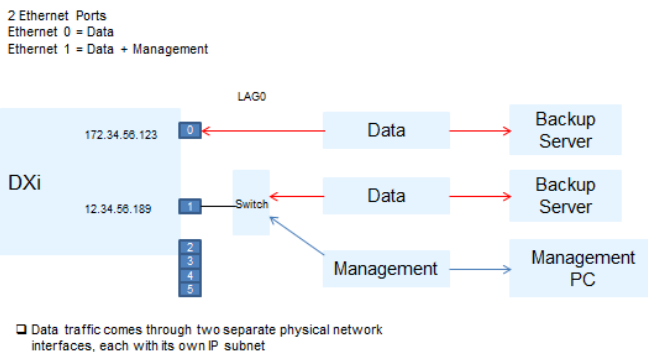 2 Ethernet Ports
Ethernet 0 = Data
Ethernet 1 = Data + Management
LAG0
172.34.56.123
0
Data
Backup
Server
DXi
12.34.56.189
1
Switch
Data
Backup
Server
2
3
4
5
Management
Management
PC
❑ Data traffic comes through two separate physical network
interfaces, each with its own IP subnet